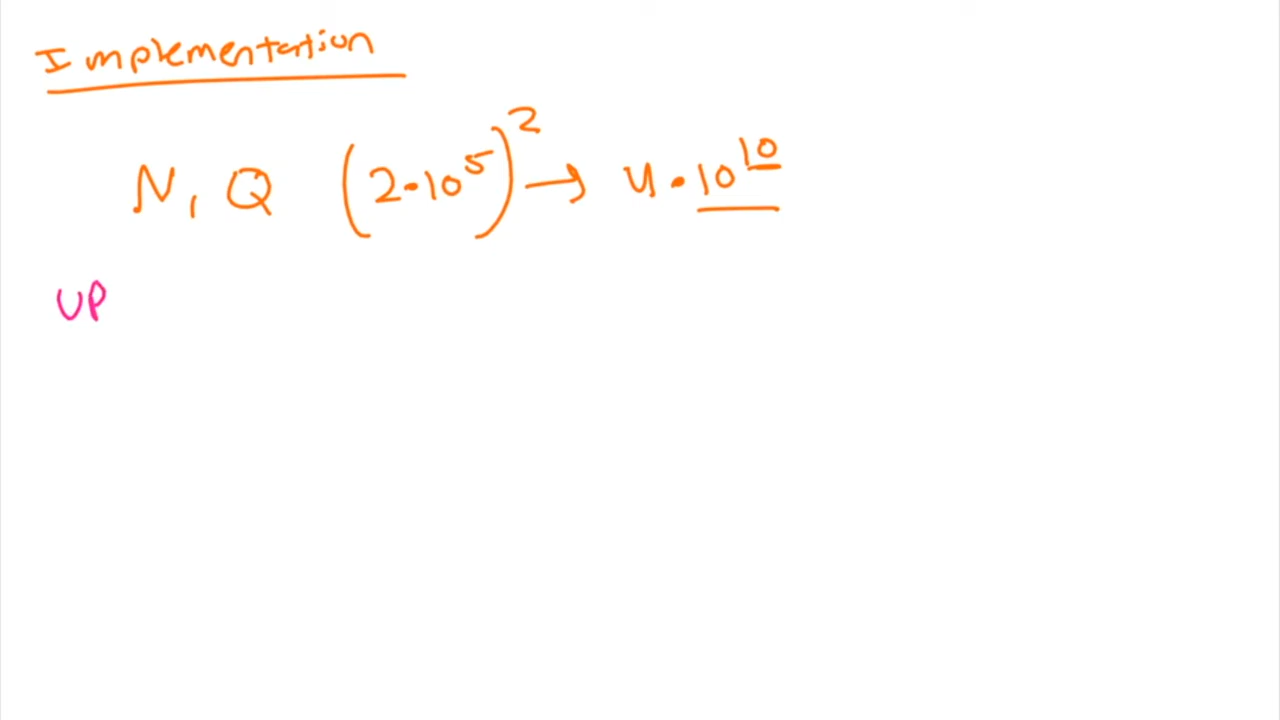 Implementation
N, Q (2·10^5)^2 → 4·10^10
UP